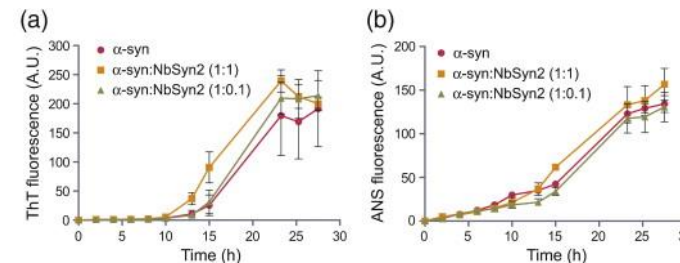 (a)
300
250
200
150
100
50
0
ThT fluorescence (A.U.)
α-syn
α-syn:NbSyn2 (1:1)
α-syn:NbSyn2 (1:0.1)
0 5 10 15 20 25 30
Time (h)
(b)
200
150
100
50
0
ANS fluorescence (A.U.)
α-syn
α-syn:NbSyn2 (1:1)
α-syn:NbSyn2 (1:0.1)
0 5 10 15 20 25 30
Time (h)